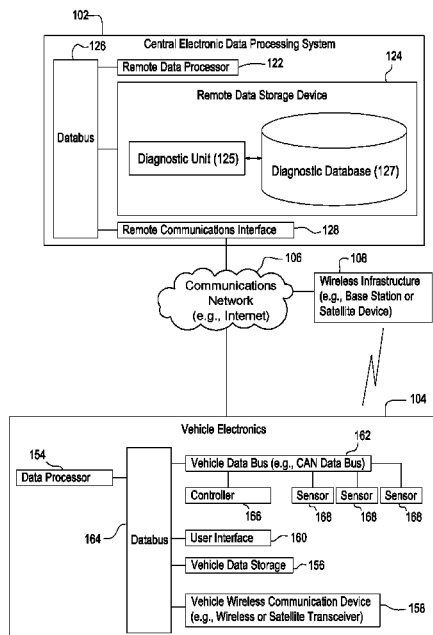 102
Central Electronic Data Processing System
126
Remote Data Processor
122
124
Remote Data Storage Device
Databus
Diagnostic Unit (125)
Diagnostic Database (127)
Remote Communications Interface
128
106
108
Communications
Network
(e.g., Internet)
Wireless Infrastructure
(e.g., Base Station or
Satellite Device)
104
Vehicle Electronics
154
162
Data Processor
Vehicle Data Bus (e.g., CAN Data Bus)
Controller
Sensor
Sensor
Sensor
166
168
168
168
164
Databus
User Interface
160
Vehicle Data Storage
156
Vehicle Wireless Communication Device
(e.g., Wireless or Satellite Transceiver)
158